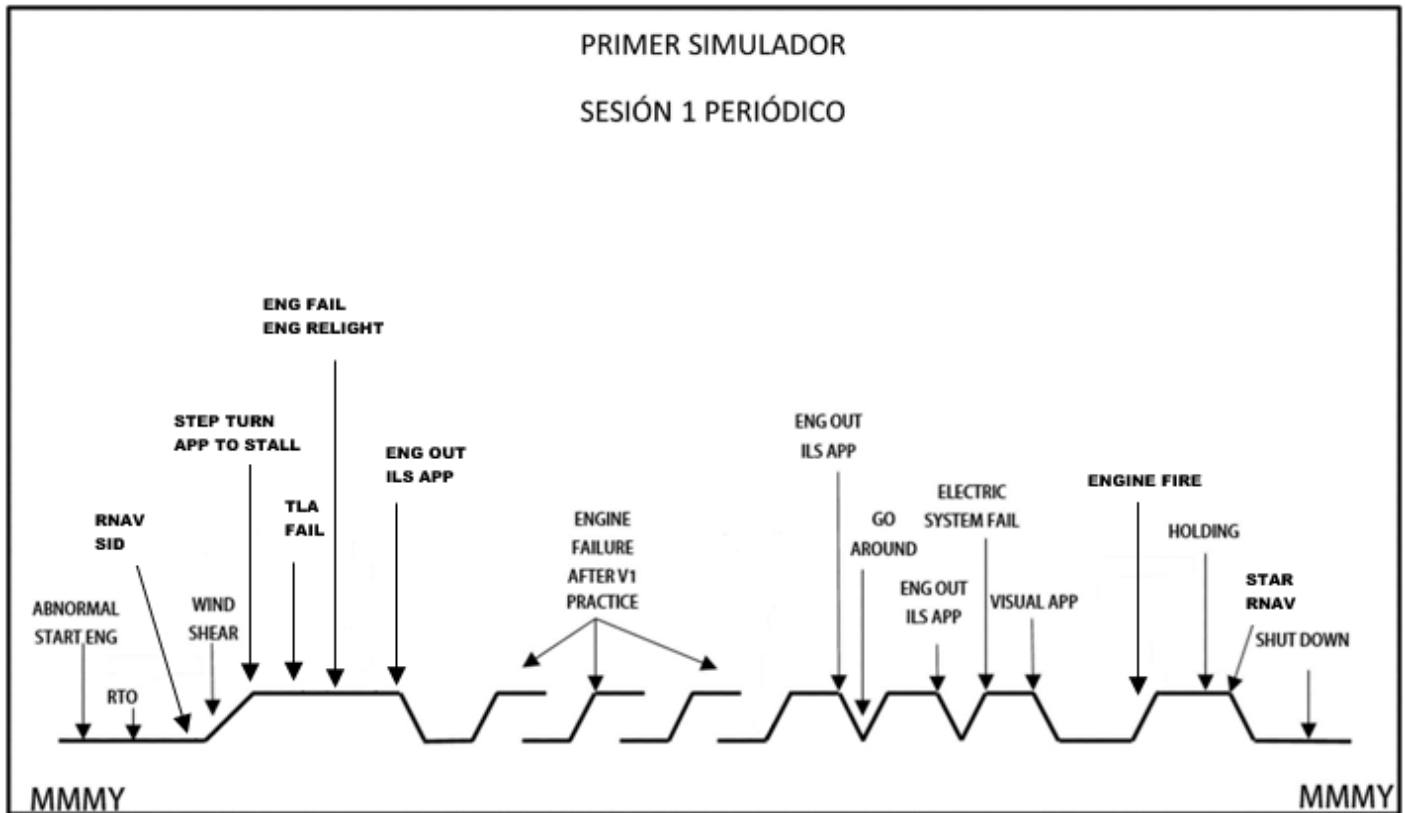 PRIMER SIMULADOR
SESIÓN 1 PERIÓDICO
ABNORMAL
START ENG
RTO
RNAV
SID
WIND
SHEAR
STEP TURN
APP TO STALL
TLA
FAIL
ENG FAIL
ENG RELIGHT
ENG OUT
ILS APP
ENGINE
FAILURE
AFTER V1
PRACTICE
ENG OUT
ILS APP
GO
AROUND
ENG OUT
ILS APP
ELECTRIC
SYSTEM FAIL
VISUAL APP
ENGINE FIRE
HOLDING
STAR
RNAV
SHUT DOWN
MMMY
MMMY